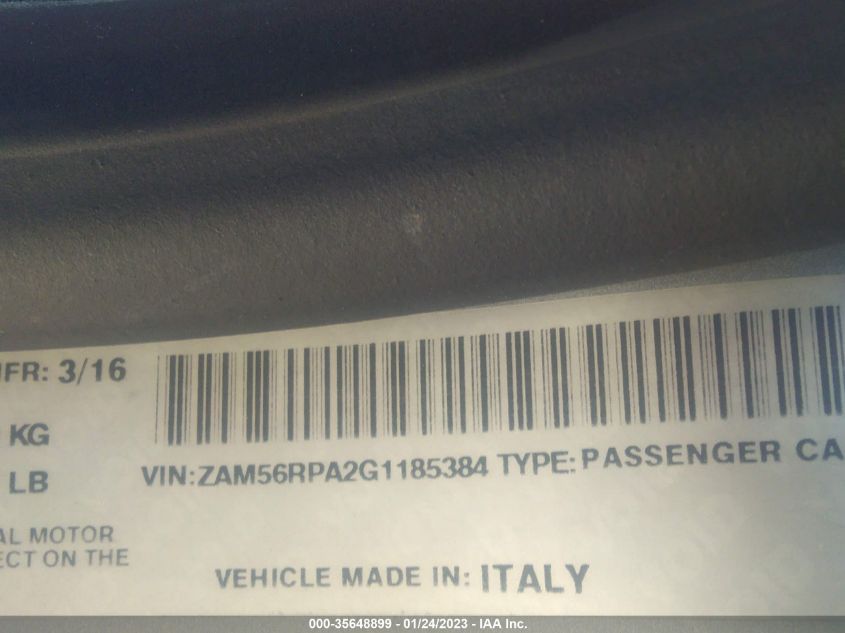 MFR: 3/16
KG
LB
VIN:ZAM56RPA2G1185384 TYPE:PASSENGER CA
AL MOTOR
ECT ON THE
VEHICLE MADE IN: ITALY
000-35648899 - 01/24/2023 - IAA Inc.